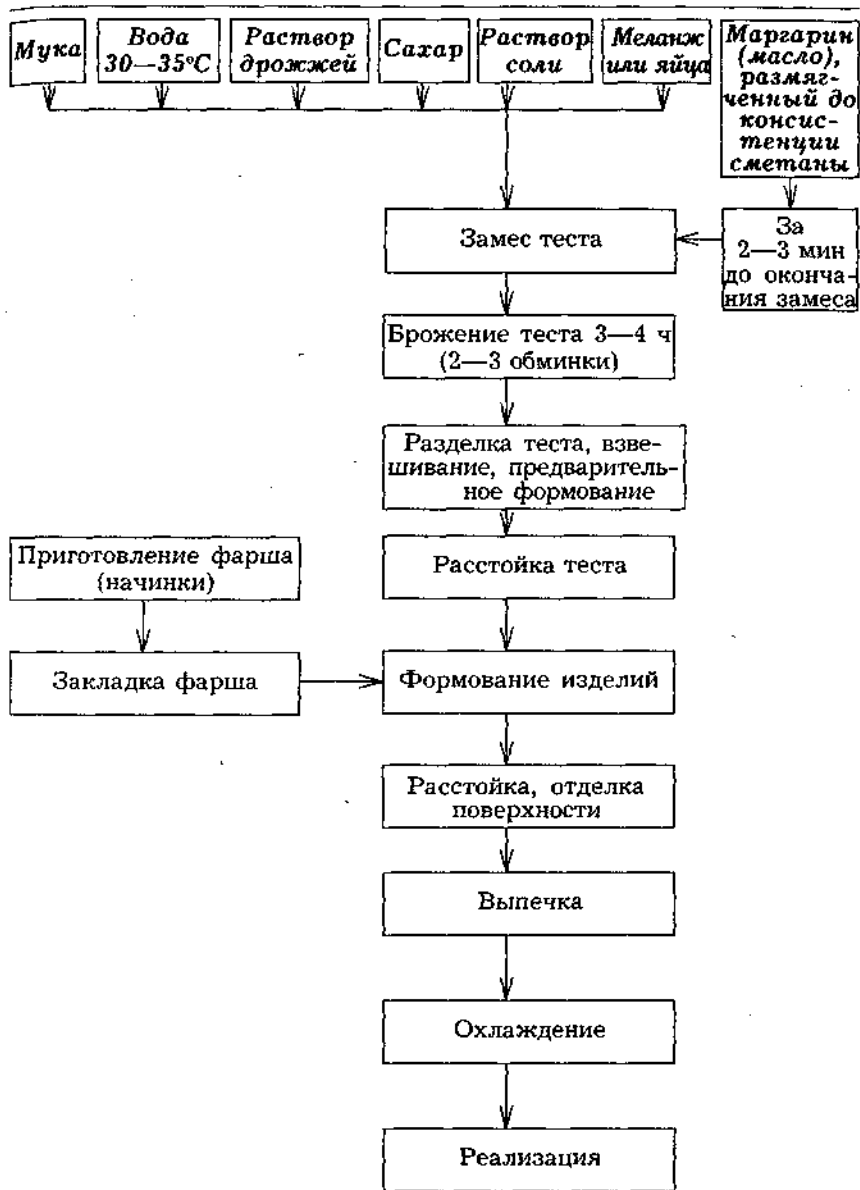 Мука
Вода
30—35°С
Раствор
дрожжей
Сахар
Раствор
соли
Меланж
или яйца
Маргарин
(масло),
размяг-
ченный до
консис-
тенции
сметаны
Замес теста
За
2—3 мин
до оконча-
ния замеса
Брожение теста 3—4 ч
(2—3 обминки)
Разделка теста, взве-
шивание, предваритель-
ное формование
Приготовление фарша
(начинки)
Расстойка теста
Закладка фарша
Формование изделий
Расстойка, отделка
поверхности
Выпечка
Охлаждение
Реализация